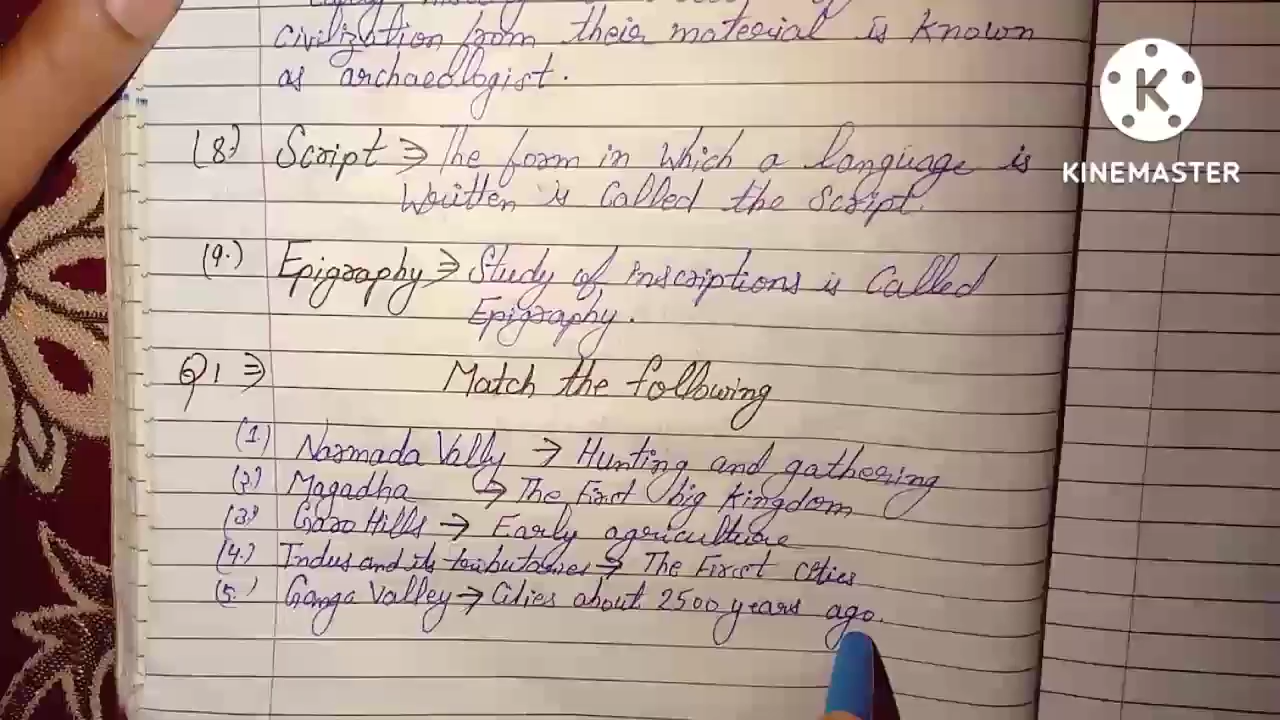 civilization from their material is known
as archaeologist.
(8.) Script ⇒ The form in which a language is
written is called the script.
(9.) Epigraphy ⇒ Study of inscriptions is called
Epigraphy.
Q1 ⇒ Match the following
(1.) Narmada Vally → Hunting and gathering
(2.) Magadha → The First big Kingdom
(3.) Garo Hills → Early agriculture
(4.) Indus and its tributaries → The First cities
(5.) Ganga Valley → Cities about 2500 years ago.
K
KINEMASTER